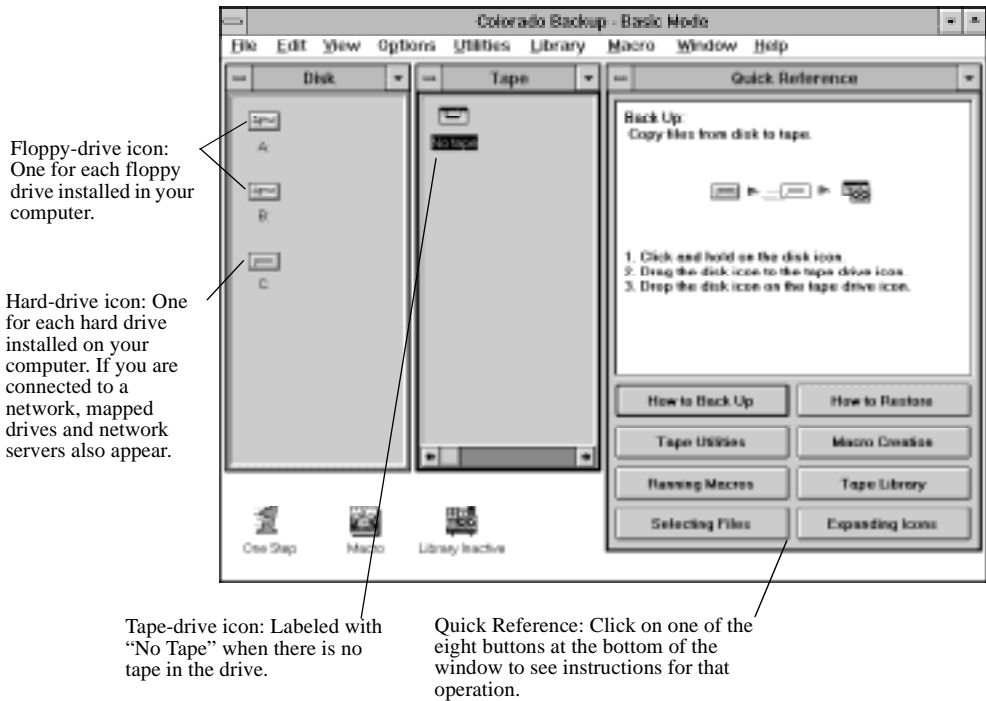 Colorado Backup - Basic Mode
File Edit View Options Utilities Library Macro Window Help
Disk
Tape
Quick Reference
A
B
C
No tape
Back Up:
Copy files from disk to tape.
1. Click and hold on the disk icon.
2. Drag the disk icon to the tape drive icon.
3. Drop the disk icon on the tape drive icon.
How to Back Up
How to Restore
Tape Utilities
Macro Creation
Running Macros
Tape Library
Selecting Files
Expanding Icons
One Step
Macro
Library Inactive
Floppy-drive icon:
One for each floppy
drive installed in your
computer.
Hard-drive icon: One
for each hard drive
installed on your
computer. If you are
connected to a
network, mapped
drives and network
servers also appear.
Tape-drive icon: Labeled with
“No Tape” when there is no
tape in the drive.
Quick Reference: Click on one of the
eight buttons at the bottom of the
window to see instructions for that
operation.